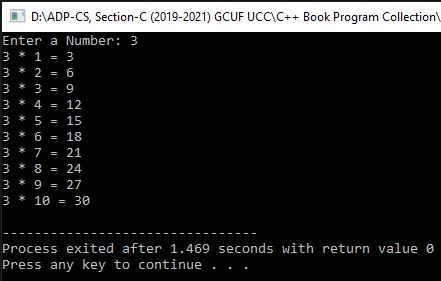 D:\ADP-CS, Section-C (2019-2021) GCUF UCC\C++ Book Program Collection\
Enter a Number: 3
3 * 1 = 3
3 * 2 = 6
3 * 3 = 9
3 * 4 = 12
3 * 5 = 15
3 * 6 = 18
3 * 7 = 21
3 * 8 = 24
3 * 9 = 27
3 * 10 = 30
--------------------------------
Process exited after 1.469 seconds with return value 0
Press any key to continue . . .